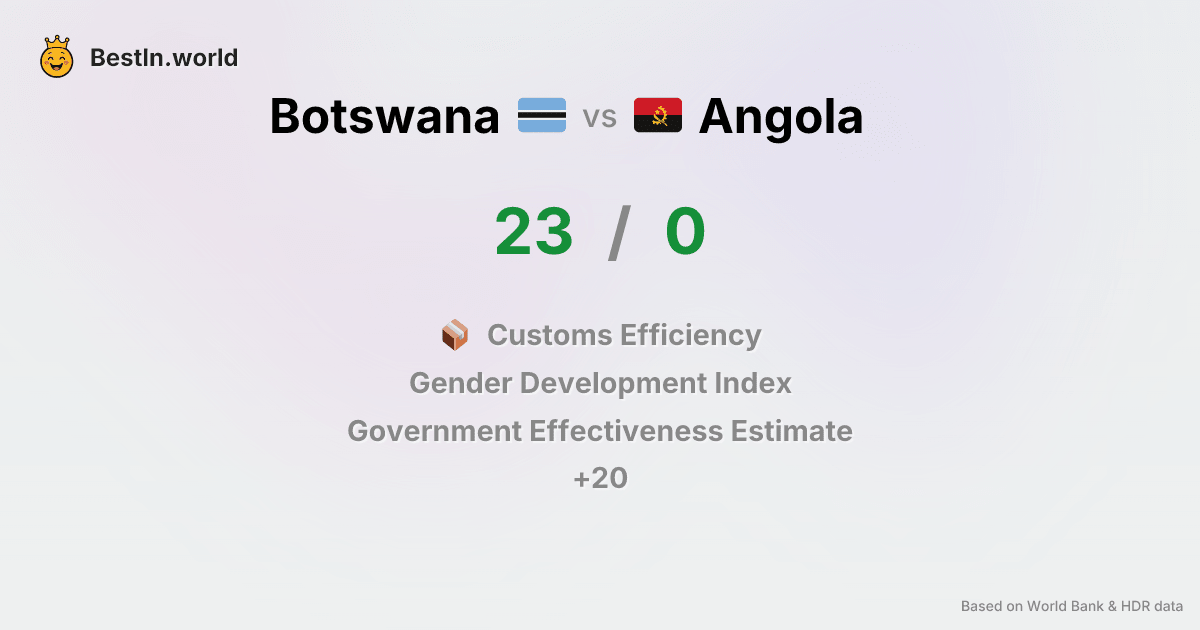 BestIn.world
Botswana vs Angola
23 / 0
Customs Efficiency
Gender Development Index
Government Effectiveness Estimate
+20
Based on World Bank & HDR data